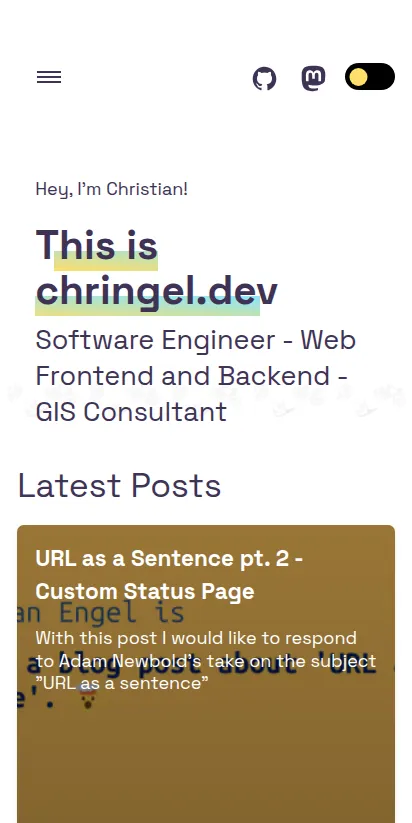 Hey, I'm Christian!
This is
chringel.dev
Software Engineer - Web
Frontend and Backend -
GIS Consultant
Latest Posts
URL as a Sentence pt. 2 -
Custom Status Page
an Engel is
With this post I would like to respond
to Adam Newbold's take on the subject
a blog post about 'URL
"URL as a sentence"
e'.